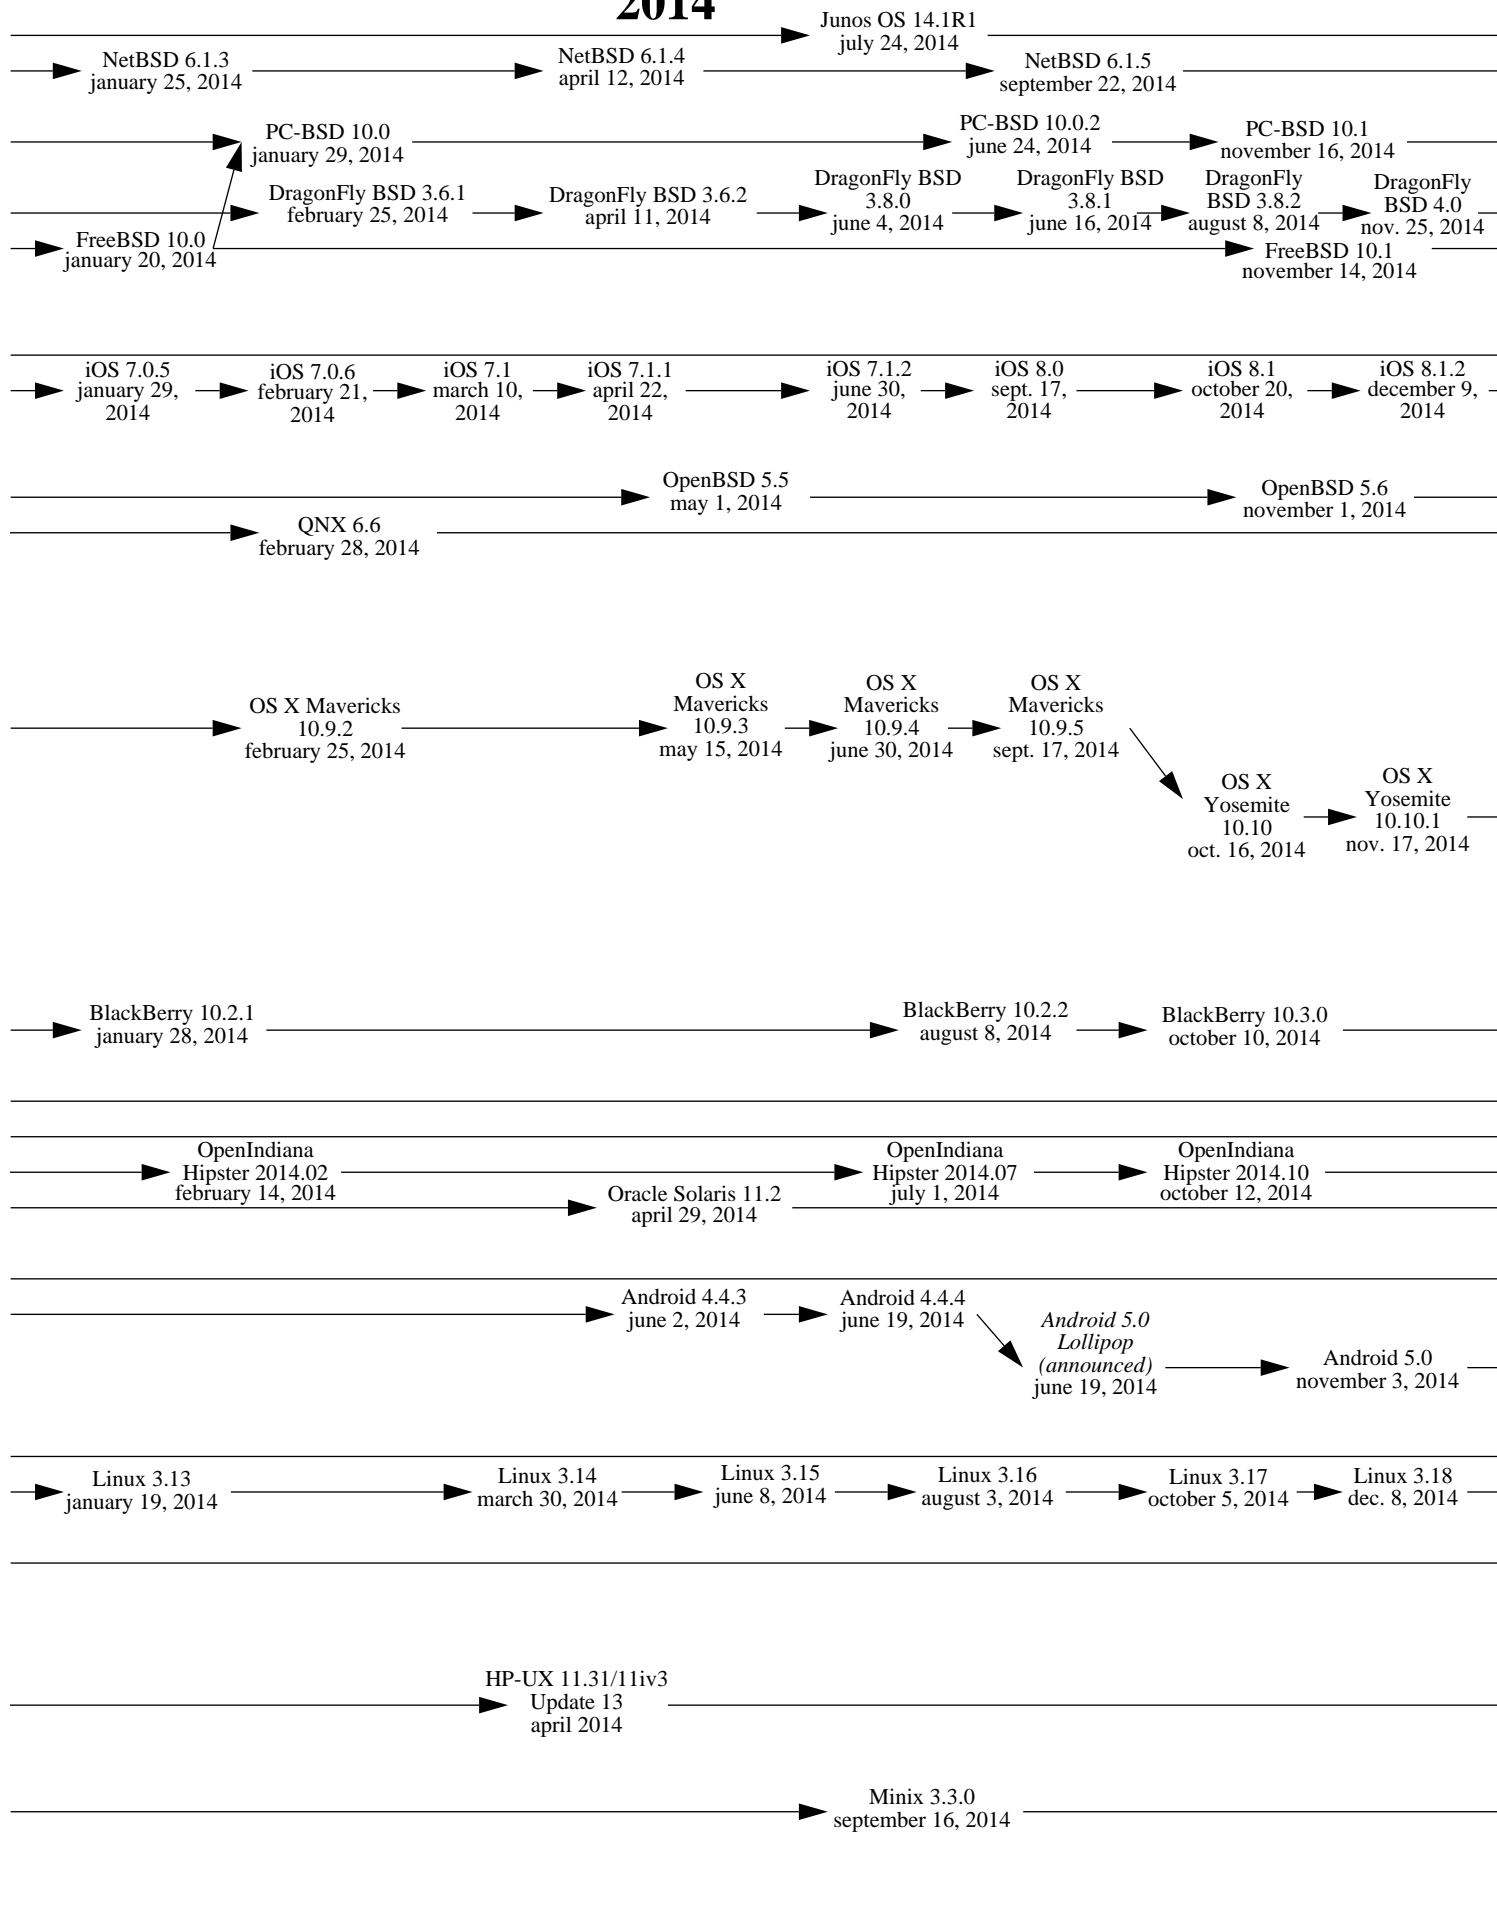 2014
Junos OS 14.1R1
july 24, 2014
NetBSD 6.1.3
january 25, 2014
NetBSD 6.1.4
april 12, 2014
NetBSD 6.1.5
september 22, 2014
PC-BSD 10.0
january 29, 2014
PC-BSD 10.0.2
june 24, 2014
PC-BSD 10.1
november 16, 2014
DragonFly BSD 3.6.1
february 25, 2014
DragonFly BSD 3.6.2
april 11, 2014
DragonFly BSD
3.8.0
june 4, 2014
DragonFly BSD
3.8.1
june 16, 2014
DragonFly
BSD 3.8.2
august 8, 2014
DragonFly
BSD 4.0
nov. 25, 2014
FreeBSD 10.0
january 20, 2014
FreeBSD 10.1
november 14, 2014
iOS 7.0.5
january 29,
2014
iOS 7.0.6
february 21,
2014
iOS 7.1
march 10,
2014
iOS 7.1.1
april 22,
2014
iOS 7.1.2
june 30,
2014
iOS 8.0
sept. 17,
2014
iOS 8.1
october 20,
2014
iOS 8.1.2
december 9,
2014
OpenBSD 5.5
may 1, 2014
OpenBSD 5.6
november 1, 2014
QNX 6.6
february 28, 2014
OS X Mavericks
10.9.2
february 25, 2014
OS X
Mavericks
10.9.3
may 15, 2014
OS X
Mavericks
10.9.4
june 30, 2014
OS X
Mavericks
10.9.5
sept. 17, 2014
OS X
Yosemite
10.10
oct. 16, 2014
OS X
Yosemite
10.10.1
nov. 17, 2014
BlackBerry 10.2.1
january 28, 2014
BlackBerry 10.2.2
august 8, 2014
BlackBerry 10.3.0
october 10, 2014
OpenIndiana
Hipster 2014.02
february 14, 2014
OpenIndiana
Hipster 2014.07
july 1, 2014
OpenIndiana
Hipster 2014.10
october 12, 2014
Oracle Solaris 11.2
april 29, 2014
Android 4.4.3
june 2, 2014
Android 4.4.4
june 19, 2014
Android 5.0
Lollipop
(announced)
june 19, 2014
Android 5.0
november 3, 2014
Linux 3.13
january 19, 2014
Linux 3.14
march 30, 2014
Linux 3.15
june 8, 2014
Linux 3.16
august 3, 2014
Linux 3.17
october 5, 2014
Linux 3.18
dec. 8, 2014
HP-UX 11.31/11iv3
Update 13
april 2014
Minix 3.3.0
september 16, 2014